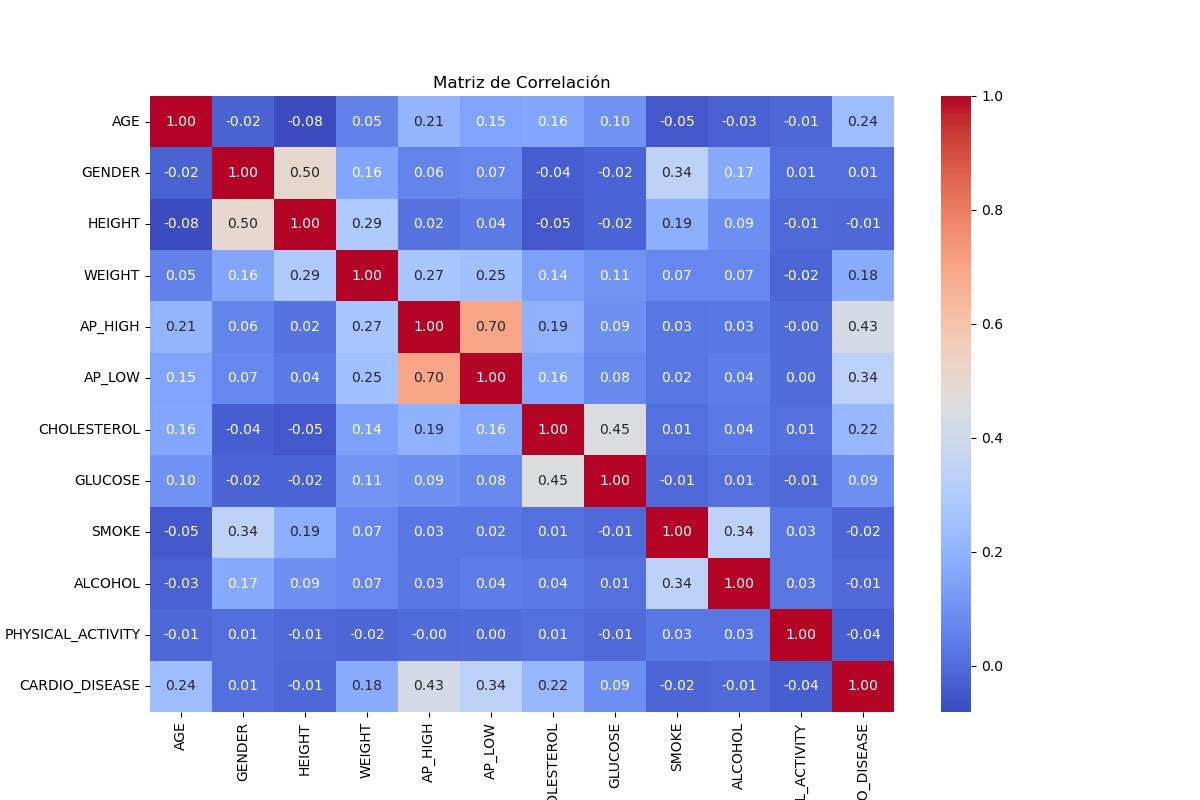 Matriz de Correlación
AGE 1.00 -0.02 -0.08 0.05 0.21 0.15 0.16 0.10 -0.05 -0.03 -0.01 0.24
GENDER -0.02 1.00 0.50 0.16 0.06 0.07 -0.04 -0.02 0.34 0.17 0.01 0.01
HEIGHT -0.08 0.50 1.00 0.29 0.02 0.04 -0.05 -0.02 0.19 0.09 -0.01 -0.01
WEIGHT 0.05 0.16 0.29 1.00 0.27 0.25 0.14 0.11 0.07 0.07 -0.02 0.18
AP_HIGH 0.21 0.06 0.02 0.27 1.00 0.70 0.19 0.09 0.03 0.03 -0.00 0.43
AP_LOW 0.15 0.07 0.04 0.25 0.70 1.00 0.16 0.08 0.02 0.04 0.00 0.34
CHOLESTEROL 0.16 -0.04 -0.05 0.14 0.19 0.16 1.00 0.45 0.01 0.04 0.01 0.22
GLUCOSE 0.10 -0.02 -0.02 0.11 0.09 0.08 0.45 1.00 -0.01 0.01 -0.01 0.09
SMOKE -0.05 0.34 0.19 0.07 0.03 0.02 0.01 -0.01 1.00 0.34 0.03 -0.02
ALCOHOL -0.03 0.17 0.09 0.07 0.03 0.04 0.04 0.01 0.34 1.00 0.03 -0.01
PHYSICAL_ACTIVITY -0.01 0.01 -0.01 -0.02 -0.00 0.00 0.01 -0.01 0.03 0.03 1.00 -0.04
CARDIO_DISEASE 0.24 0.01 -0.01 0.18 0.43 0.34 0.22 0.09 -0.02 -0.01 -0.04 1.00
AGE
GENDER
HEIGHT
WEIGHT
AP_HIGH
AP_LOW
OLESTEROL
GLUCOSE
SMOKE
ALCOHOL
L_ACTIVITY
O_DISEASE
1.0
0.8
0.6
0.4
0.2
0.0